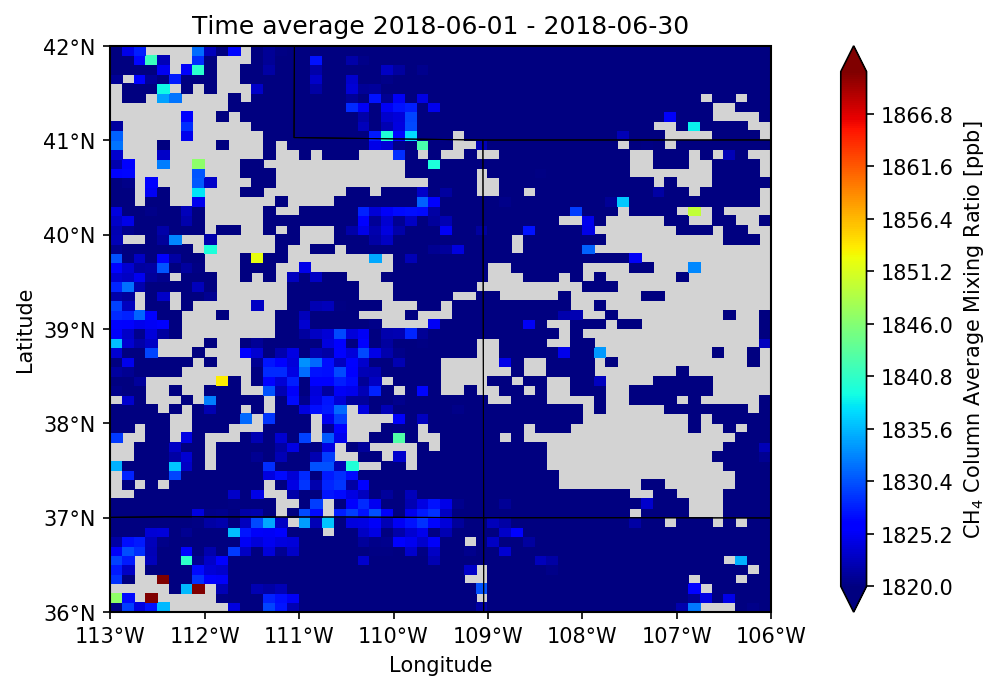 Time average 2018-06-01 - 2018-06-30
42°N
41°N
40°N
39°N
38°N
37°N
36°N
Latitude
113°W 112°W 111°W 110°W 109°W 108°W 107°W 106°W
Longitude
1866.8
1861.6
1856.4
1851.2
1846.0
1840.8
1835.6
1830.4
1825.2
1820.0
CH₄ Column Average Mixing Ratio [ppb]